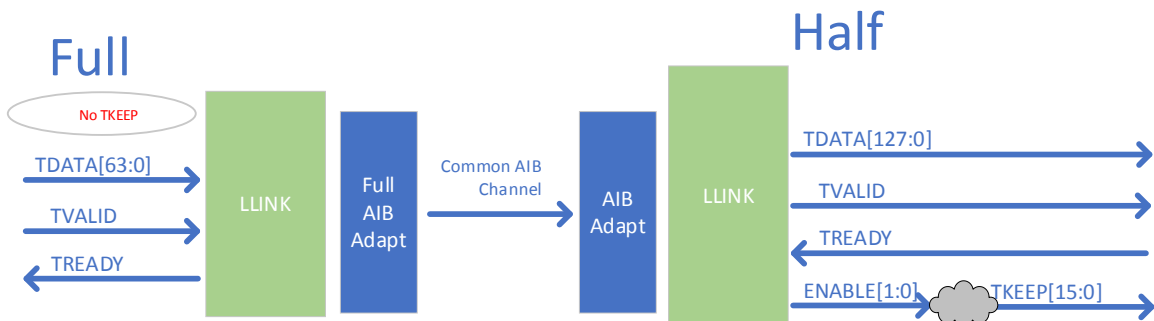 Full
Half
No TKEEP
TDATA[63:0]
TVALID
TREADY
LLINK
Full
AIB
Adapt
Common AIB
Channel
AIB
Adapt
LLINK
TDATA[127:0]
TVALID
TREADY
ENABLE[1:0]
TKEEP[15:0]